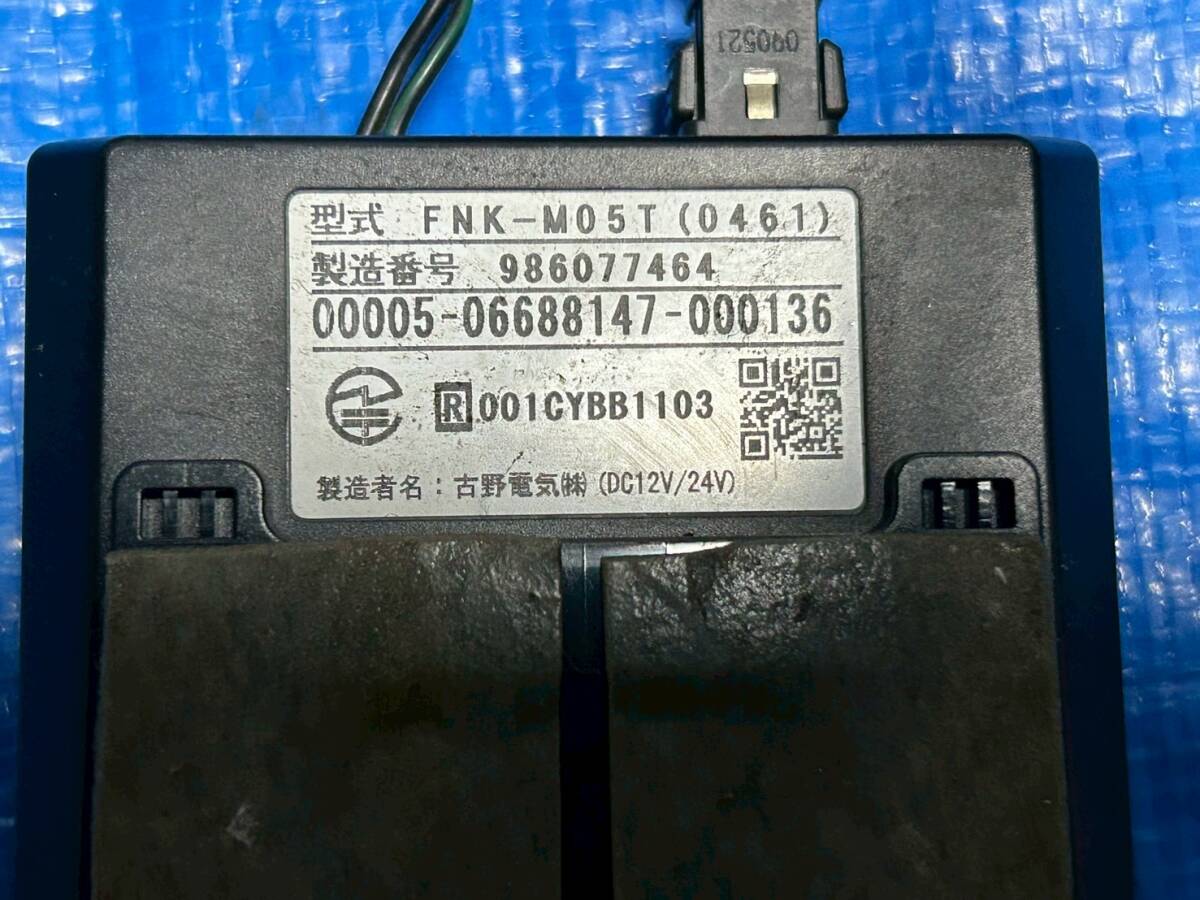 090521
型式 FNK-M05T(0461)
製造番号 986077464
00005-06688147-000136
R 001CYBB1103
製造者名：古野電気㈱ (DC12V/24V)